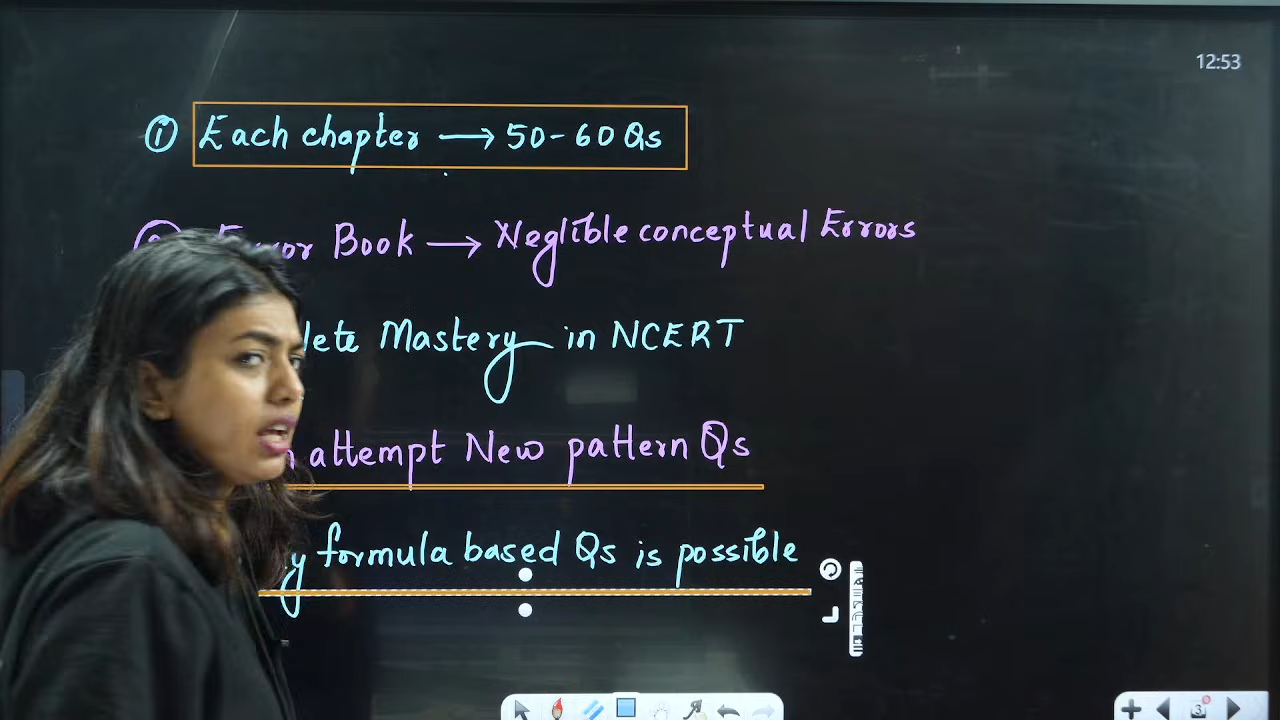 12:53
① Each chapter → 50-60 Qs
Book → Neglible conceptual Errors
Mastery in NCERT
attempt New pattern Qs
formula based Qs is possible
3